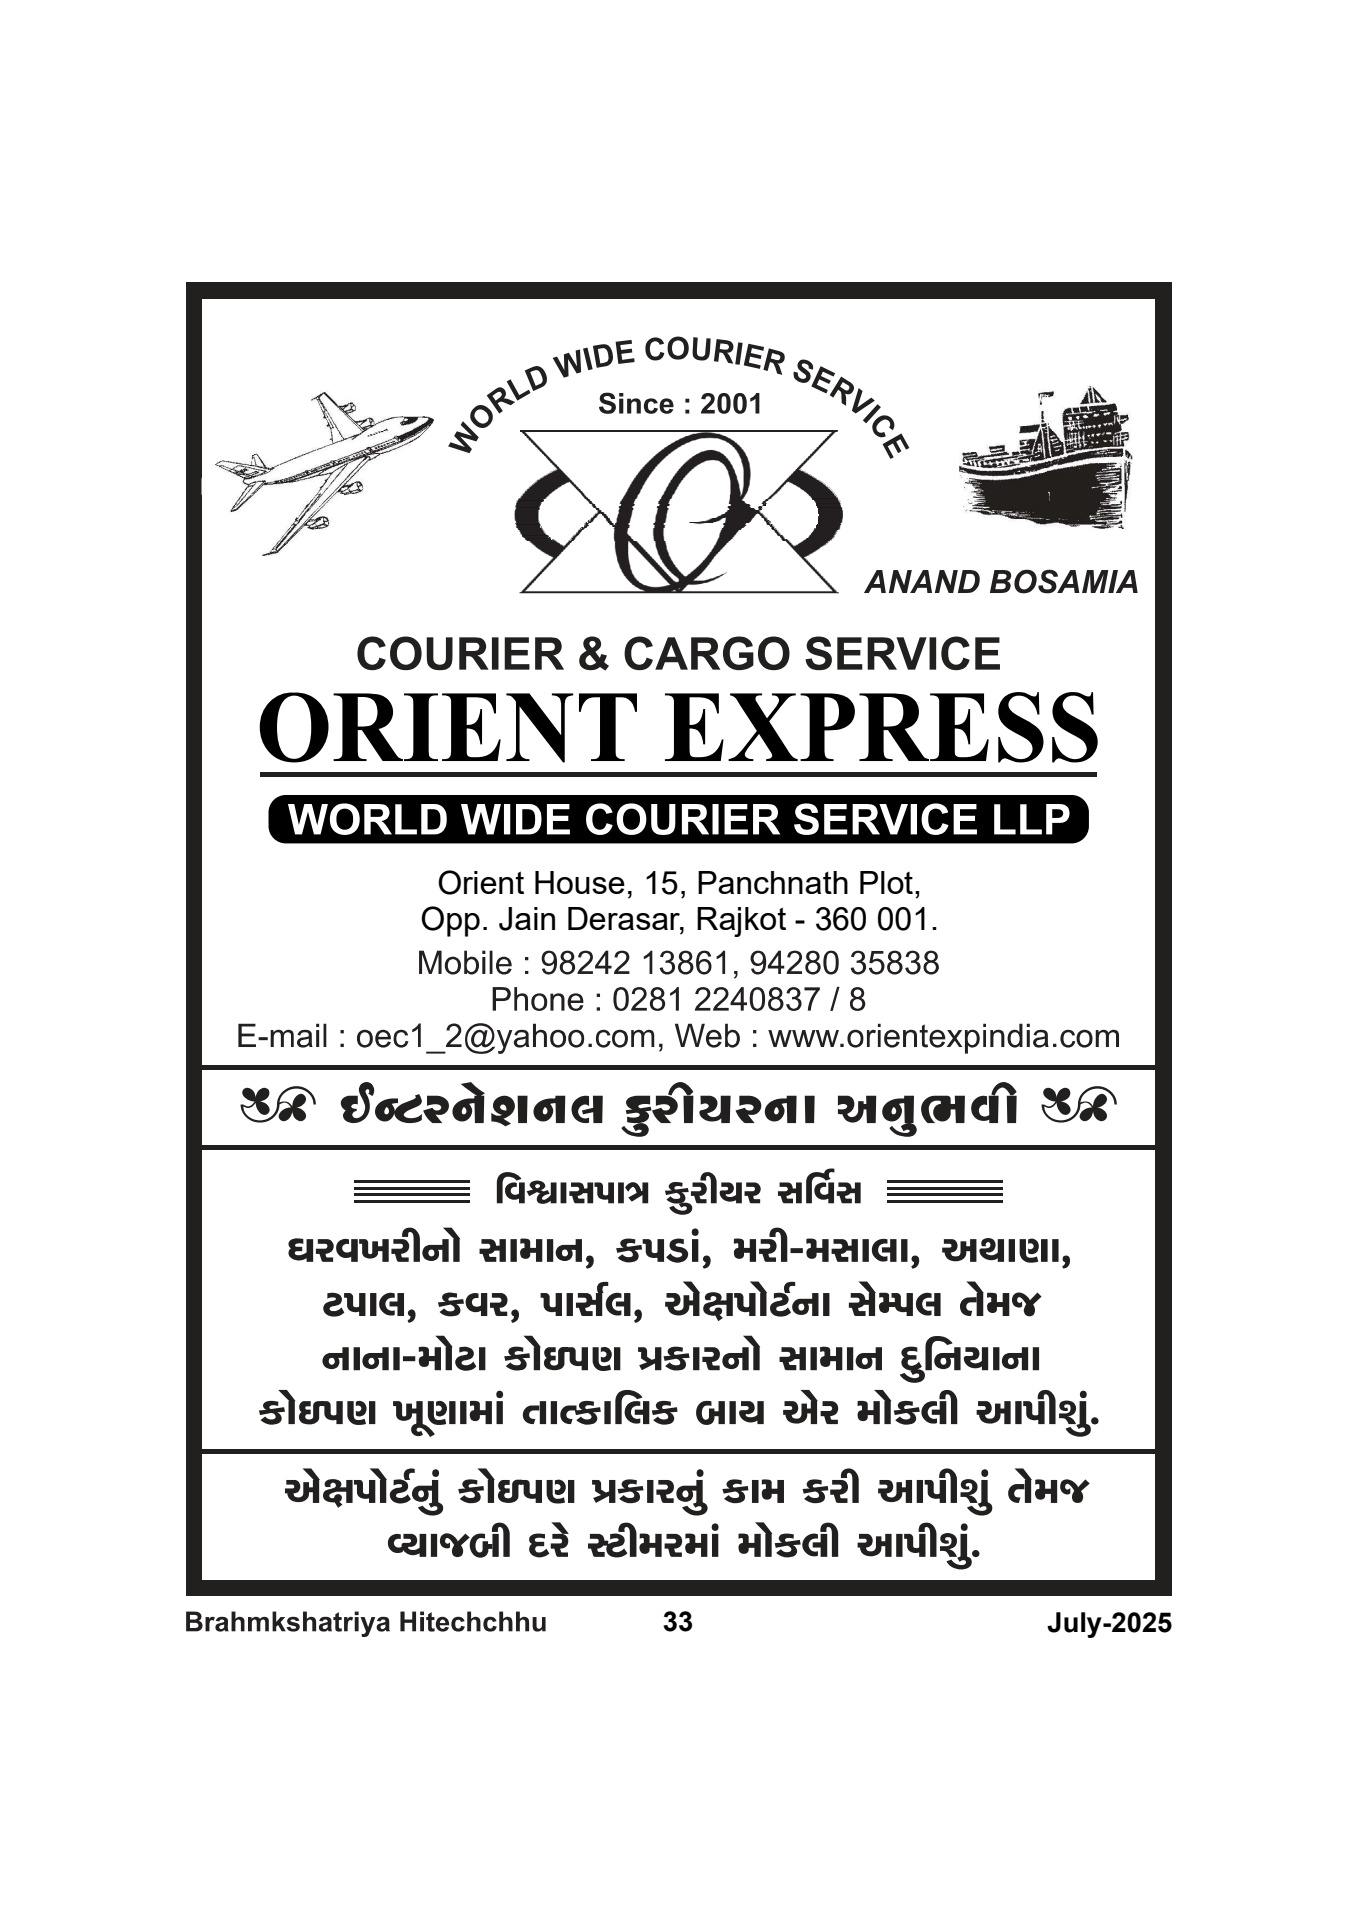 WORLD WIDE COURIER SERVICE
Since : 2001
ANAND BOSAMIA
COURIER & CARGO SERVICE
ORIENT EXPRESS
WORLD WIDE COURIER SERVICE LLP
Orient House, 15, Panchnath Plot,
Opp. Jain Derasar, Rajkot - 360 001.
Mobile : 98242 13861, 94280 35838
Phone : 0281 2240837 / 8
E-mail : oec1_2@yahoo.com, Web : www.orientexpindia.com
ઈન્ટરનેશનલ કુરીયરના અનુભવી
વિશ્વાસપાત્ર કુરીયર સર્વિસ
ઘરવખરીનો સામાન, કપડાં, મરી-મસાલા, અથાણા,
ટપાલ, કવર, પાર્સલ, એક્ષપોર્ટના સેમ્પલ તેમજ
નાના-મોટા કોઇપણ પ્રકારનો સામાન દુનિયાના
કોઇપણ ખૂણામાં તાત્કાલિક બાય એર મોકલી આપીશું.
એક્ષપોર્ટનું કોઇપણ પ્રકારનું કામ કરી આપીશું તેમજ
વ્યાજબી દરે સ્ટીમરમાં મોકલી આપીશું.
Brahmkshatriya Hitechchhu 33 July-2025